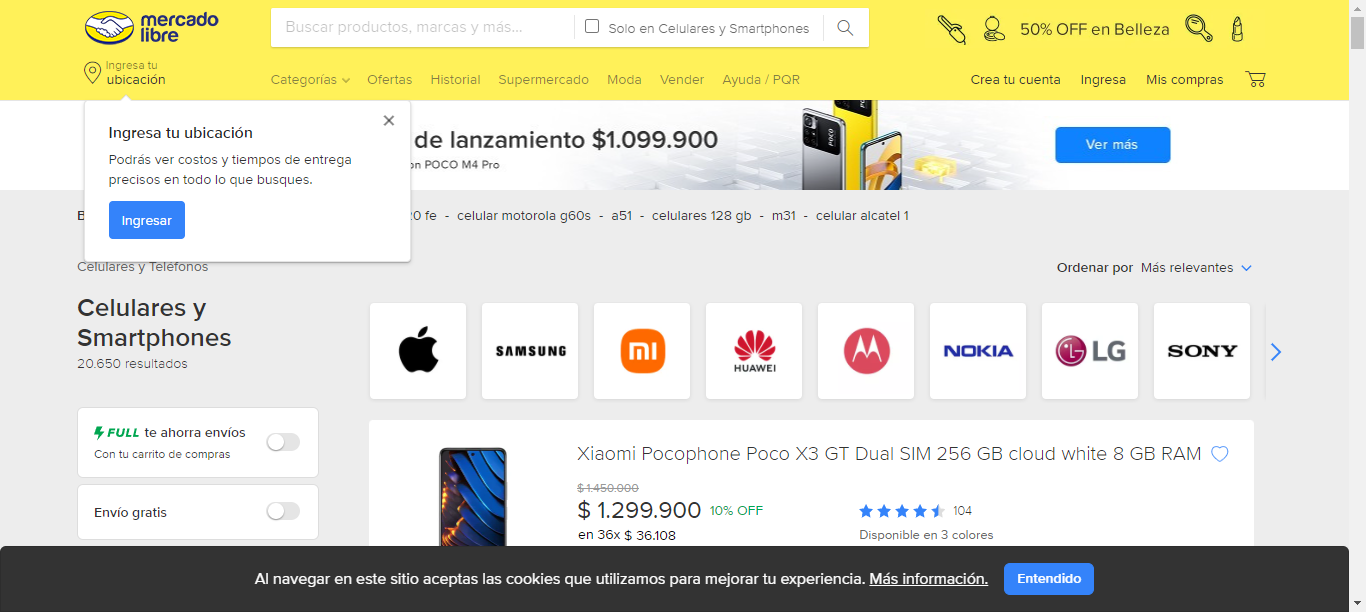 mercado
libre
Buscar productos, marcas y más...
Solo en Celulares y Smartphones
50% OFF en Belleza
Ingresa tu
ubicación
Categorías
Ofertas
Historial
Supermercado
Moda
Vender
Ayuda / PQR
Crea tu cuenta
Ingresa
Mis compras
Ingresa tu ubicación
Podrás ver costos y tiempos de entrega
precisos en todo lo que busques.
Ingresar
de lanzamiento $1.099.900
POCO M4 Pro
POCO
Ver más
fe - celular motorola g60s - a51 - celulares 128 gb - m31 - celular alcatel 1
Celulares y Teléfonos
Ordenar por Más relevantes
Celulares y
Smartphones
20.650 resultados
SAMSUNG
mi
HUAWEI
NOKIA
LG
SONY
FULL te ahorra envíos
Con tu carrito de compras
Envío gratis
Xiaomi Pocophone Poco X3 GT Dual SIM 256 GB cloud white 8 GB RAM
$ 1.450.000
$ 1.299.900 10% OFF
en 36x $ 36.108
104
Disponible en 3 colores
Al navegar en este sitio aceptas las cookies que utilizamos para mejorar tu experiencia. Más información.
Entendido